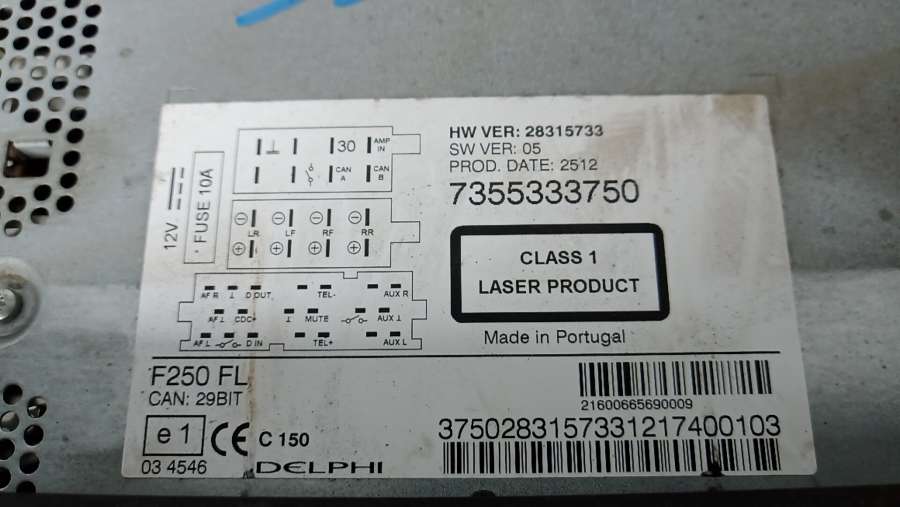 HW VER: 28315733
SW VER: 05
PROD. DATE: 2512
7355333750
30 AMP IN
CAN A CAN B
12V FUSE 10A
LR LF RF RR
AF R D OUT TEL- AUX R
AF CDC+ MUTE AUX
AF D IN TEL+ AUX L
CLASS 1
LASER PRODUCT
Made in Portugal
F250 FL
CAN: 29BIT
21600665690009
e1 CE C 150
3750283157331217400103
03 4546 DELPHI